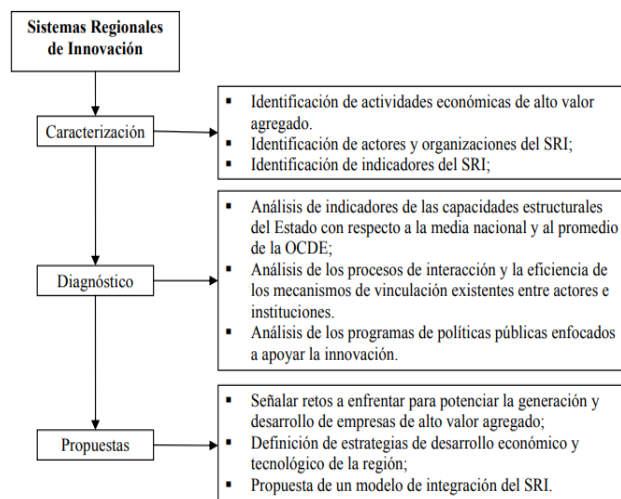 Sistemas Regionales
de Innovación
Caracterización
▪ Identificación de actividades económicas de alto valor
agregado.
▪ Identificación de actores y organizaciones del SRI;
▪ Identificación de indicadores del SRI;
Diagnóstico
▪ Análisis de indicadores de las capacidades estructurales
del Estado con respecto a la media nacional y al promedio
de la OCDE;
▪ Análisis de los procesos de interacción y la eficiencia de
los mecanismos de vinculación existentes entre actores e
instituciones.
▪ Análisis de los programas de políticas públicas enfocados
a apoyar la innovación.
Propuestas
▪ Señalar retos a enfrentar para potenciar la generación y
desarrollo de empresas de alto valor agregado;
▪ Definición de estrategias de desarrollo económico y
tecnológico de la región;
▪ Propuesta de un modelo de integración del SRI.